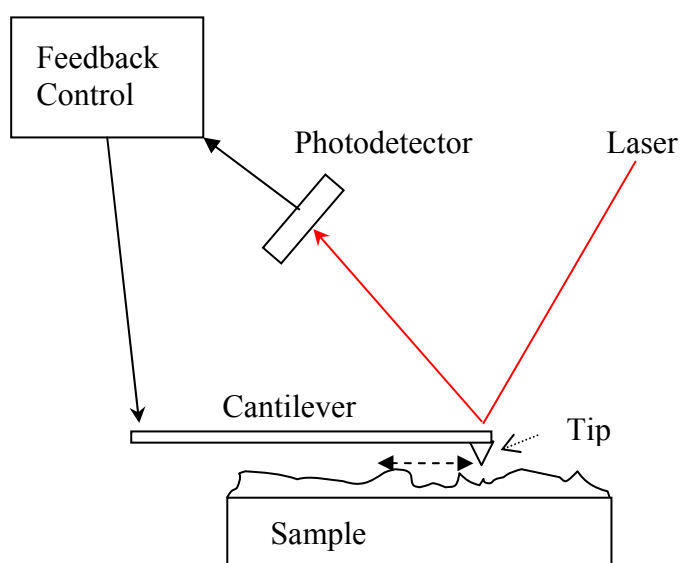 Feedback
Control
Photodetector
Laser
Cantilever
Tip
Sample